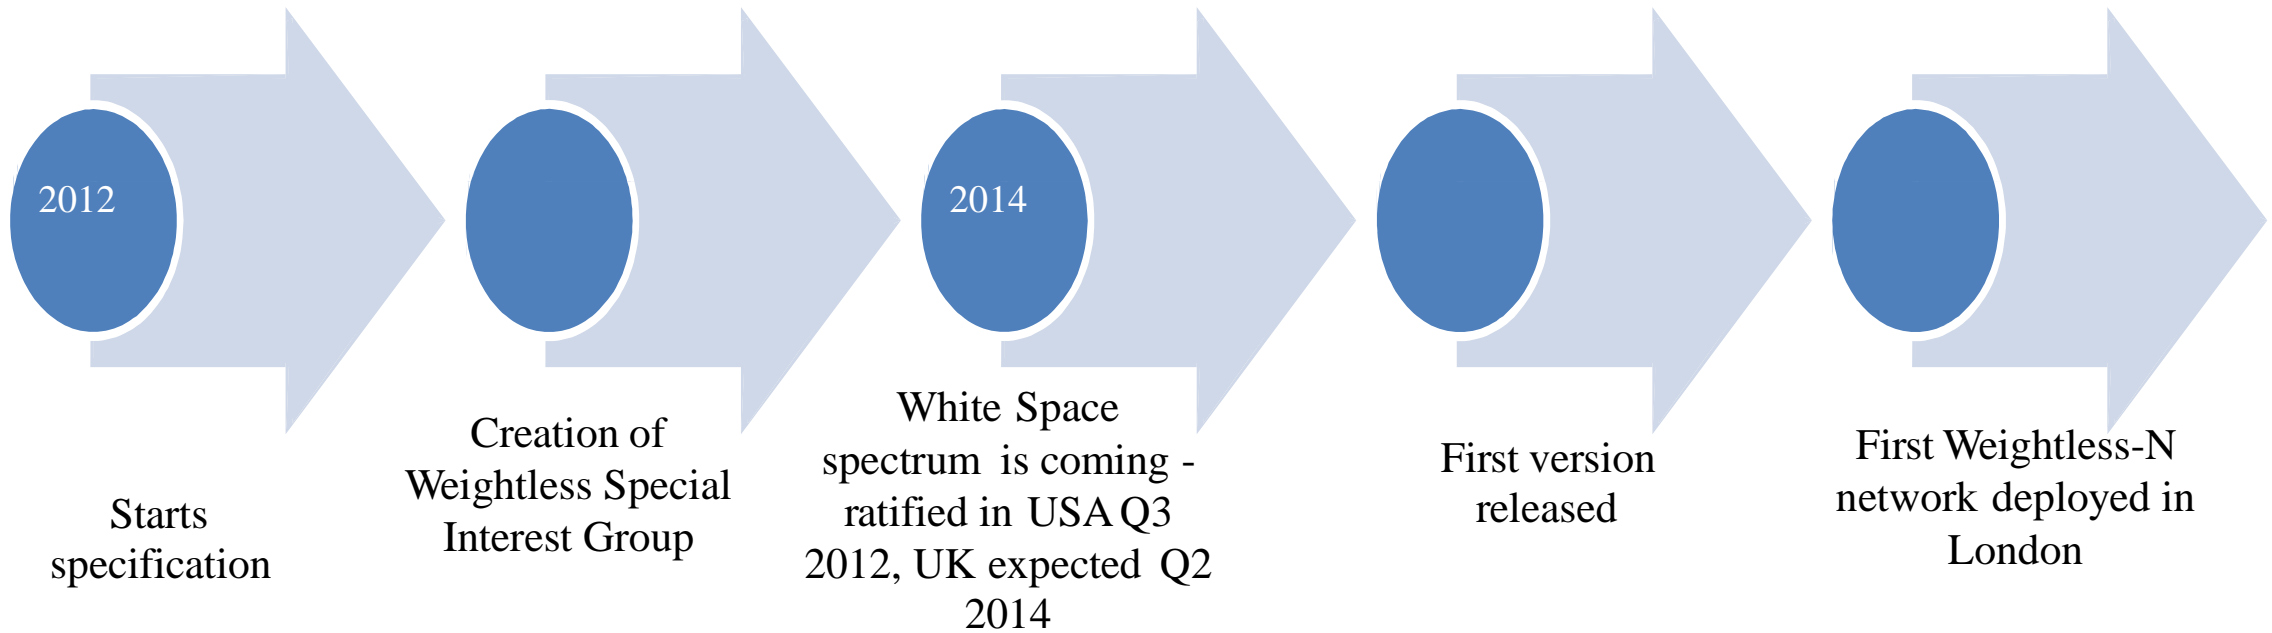 2012
Starts
specification
Creation of
Weightless Special
Interest Group
2014
White Space
spectrum is coming -
ratified in USA Q3
2012, UK expected Q2
2014
First version
released
First Weightless-N
network deployed in
London